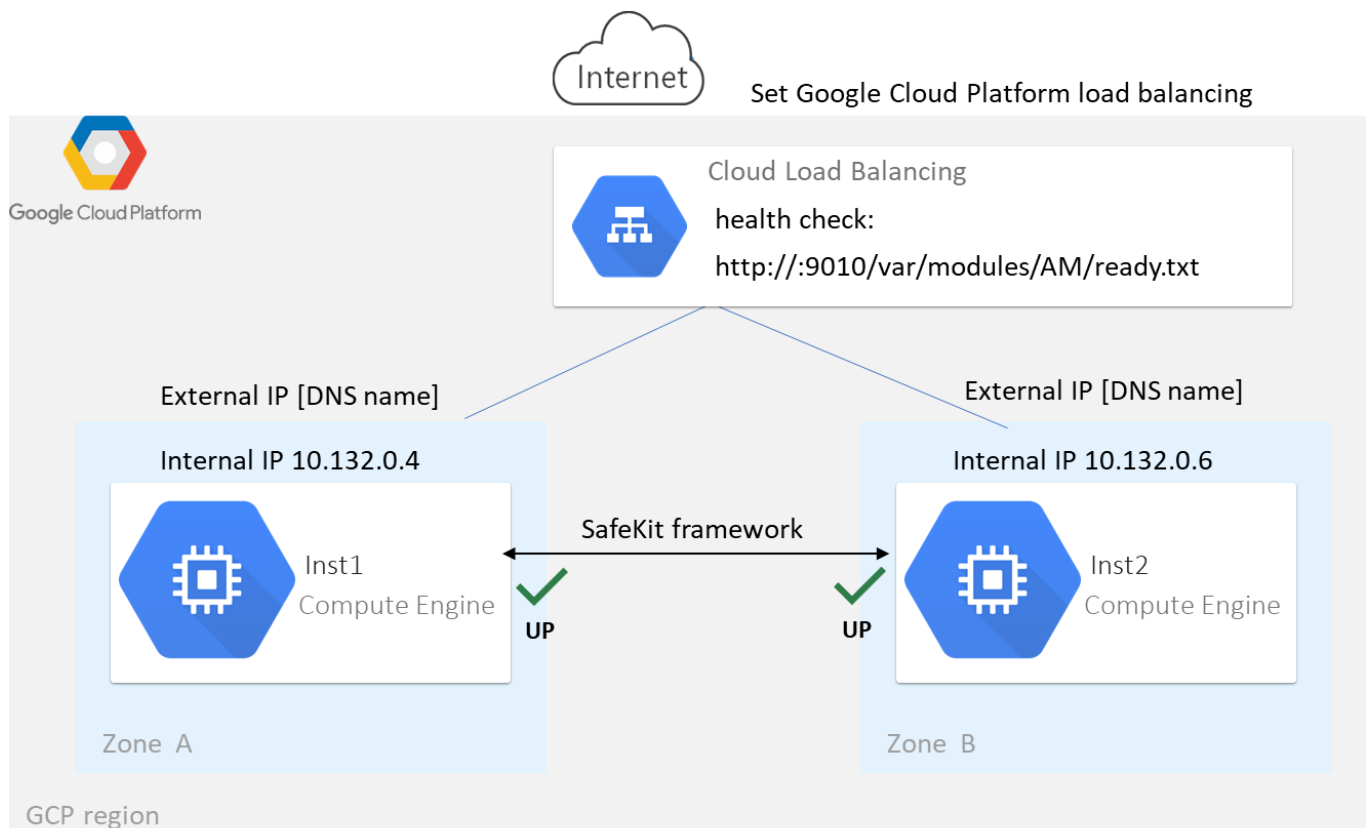 Internet
Set Google Cloud Platform load balancing
Google Cloud Platform
Cloud Load Balancing
health check:
http://:9010/var/modules/AM/ready.txt
External IP [DNS name]
External IP [DNS name]
Internal IP 10.132.0.4
Internal IP 10.132.0.6
SafeKit framework
Inst1
Compute Engine
Inst2
Compute Engine
UP
UP
Zone A
Zone B
GCP region